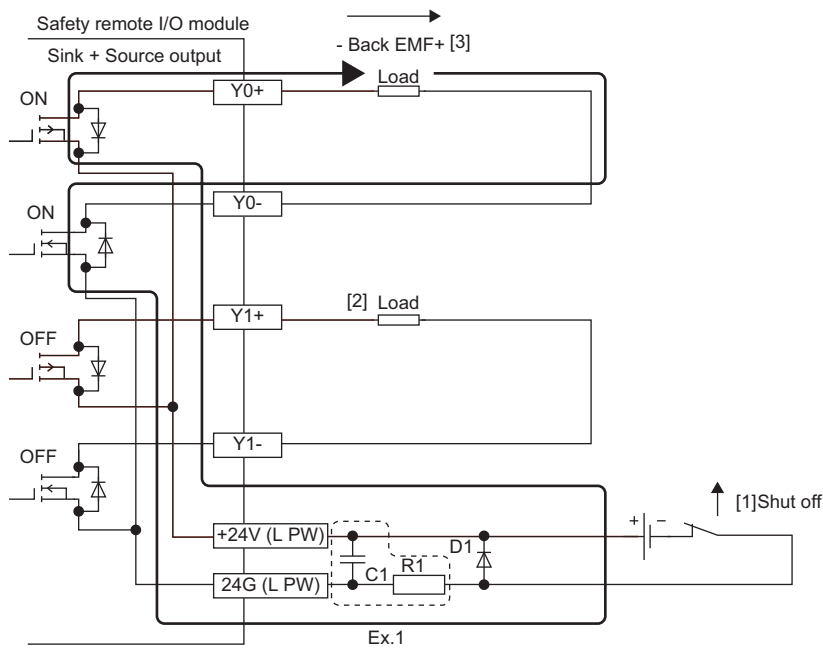 Safety remote I/O module
Sink + Source output
- Back EMF+ [3]
Load
Y0+
ON
Y0-
ON
[2] Load
Y1+
OFF
Y1-
OFF
[1]Shut off
+24V (L PW)
+ −
D1
C1
R1
24G (L PW)
Ex.1